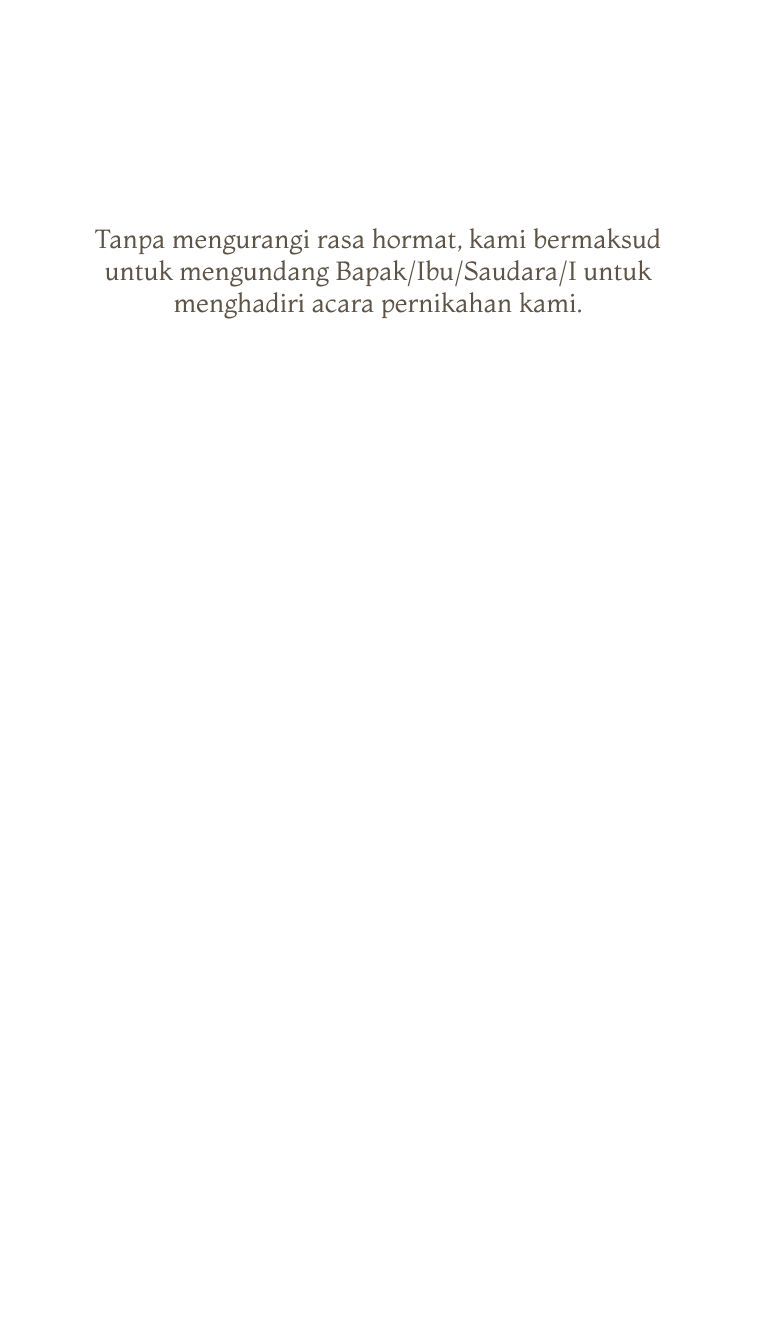 Tanpa mengurangi rasa hormat, kami bermaksud
untuk mengundang Bapak/Ibu/Saudara/I untuk
menghadiri acara pernikahan kami.